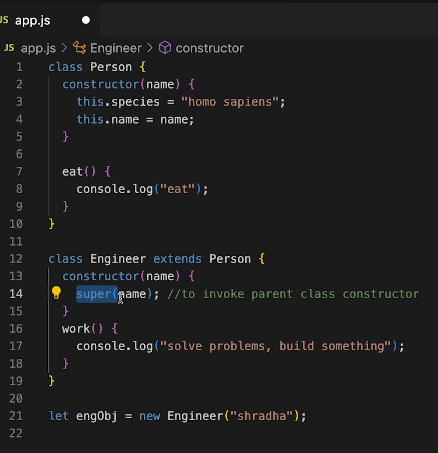 JS app.js
JS app.js > Engineer > constructor
1 class Person {
2 constructor(name) {
3 this.species = "homo sapiens";
4 this.name = name;
5 }
6
7 eat() {
8 console.log("eat");
9 }
10 }
11
12 class Engineer extends Person {
13 constructor(name) {
14 super(name); //to invoke parent class constructor
15 }
16 work() {
17 console.log("solve problems, build something");
18 }
19 }
20
21 let engObj = new Engineer("shradha");
22